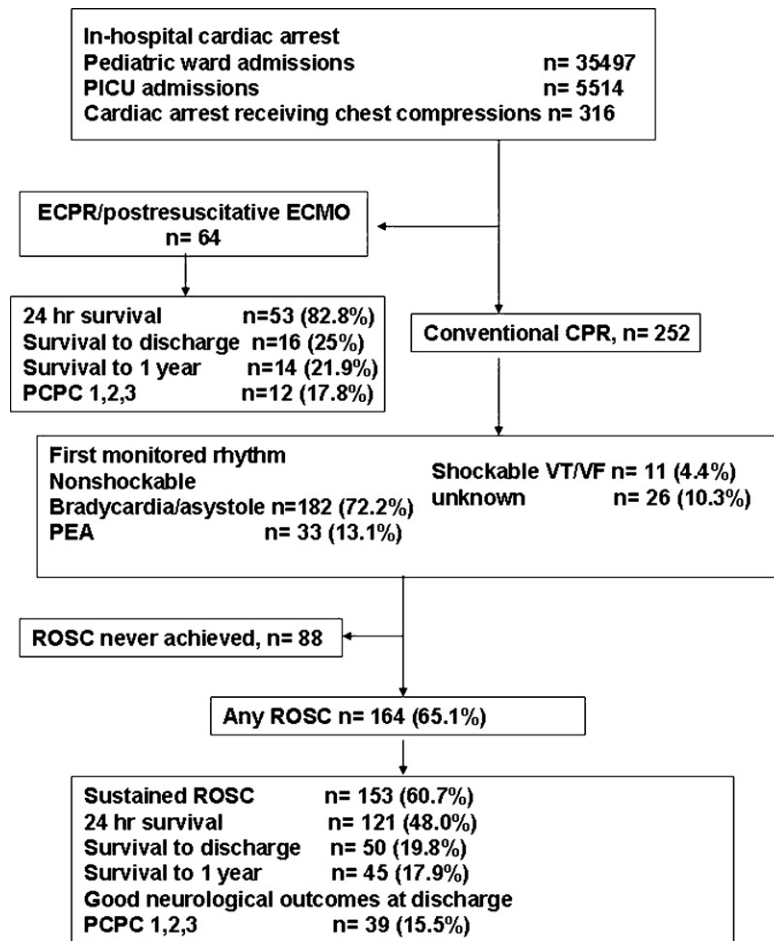 In-hospital cardiac arrest
Pediatric ward admissions n= 35497
PICU admissions n= 5514
Cardiac arrest receiving chest compressions n= 316
ECPR/postresuscitative ECMO
n= 64
24 hr survival n=53 (82.8%)
Survival to discharge n=16 (25%)
Survival to 1 year n=14 (21.9%)
PCPC 1,2,3 n=12 (17.8%)
Conventional CPR, n= 252
First monitored rhythm
Nonshockable
Bradycardia/asystole n=182 (72.2%)
PEA n= 33 (13.1%)
Shockable VT/VF n= 11 (4.4%)
unknown n= 26 (10.3%)
ROSC never achieved, n= 88
Any ROSC n= 164 (65.1%)
Sustained ROSC n= 153 (60.7%)
24 hr survival n= 121 (48.0%)
Survival to discharge n= 50 (19.8%)
Survival to 1 year n= 45 (17.9%)
Good neurological outcomes at discharge
PCPC 1,2,3 n= 39 (15.5%)